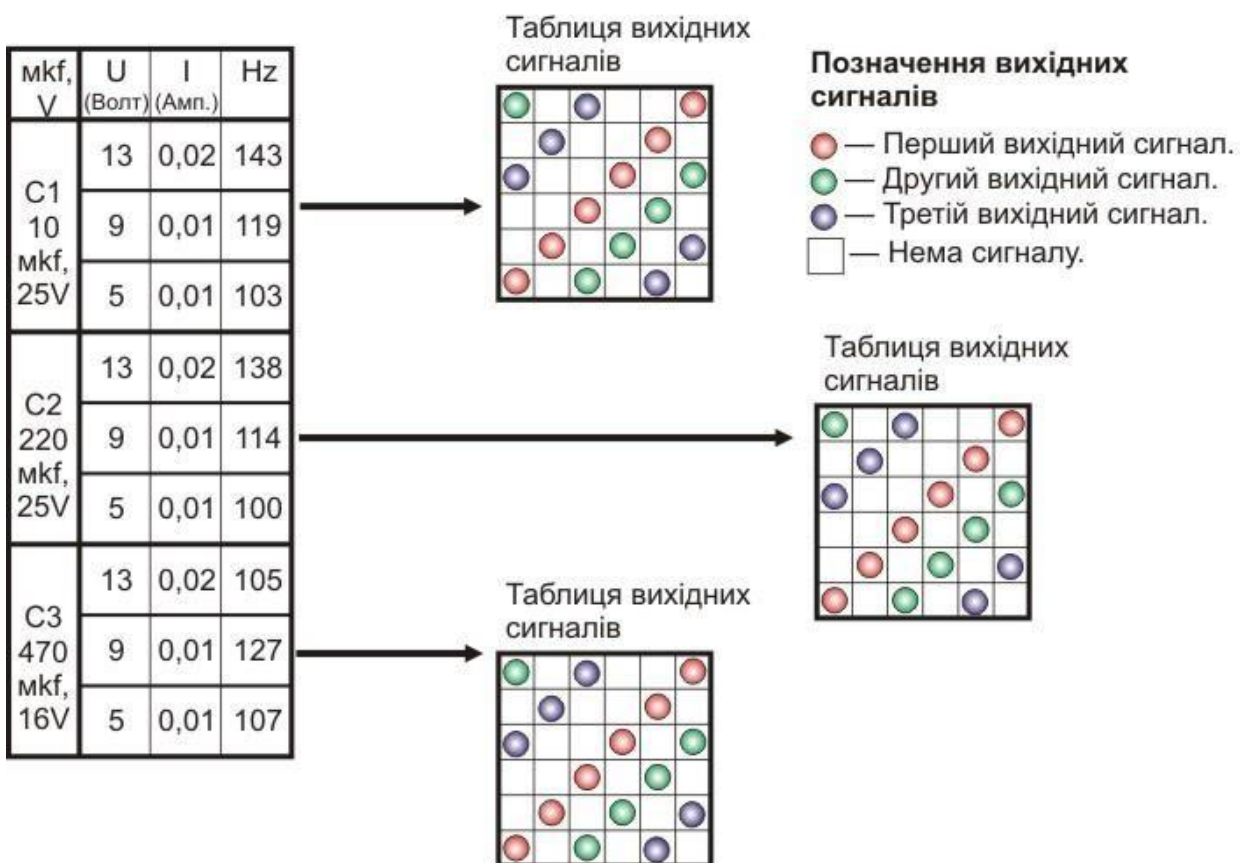 мkf, V U (Волт) I (Амп.) Hz
C1 10 мkf, 25V
13 0,02 143
9 0,01 119
5 0,01 103
C2 220 мkf, 25V
13 0,02 138
9 0,01 114
5 0,01 100
C3 470 мkf, 16V
13 0,02 105
9 0,01 127
5 0,01 107
Таблиця вихідних
сигналів
Позначення вихідних
сигналів
— Перший вихідний сигнал.
— Другий вихідний сигнал.
— Третій вихідний сигнал.
— Нема сигналу.
Таблиця вихідних
сигналів
Таблиця вихідних
сигналів